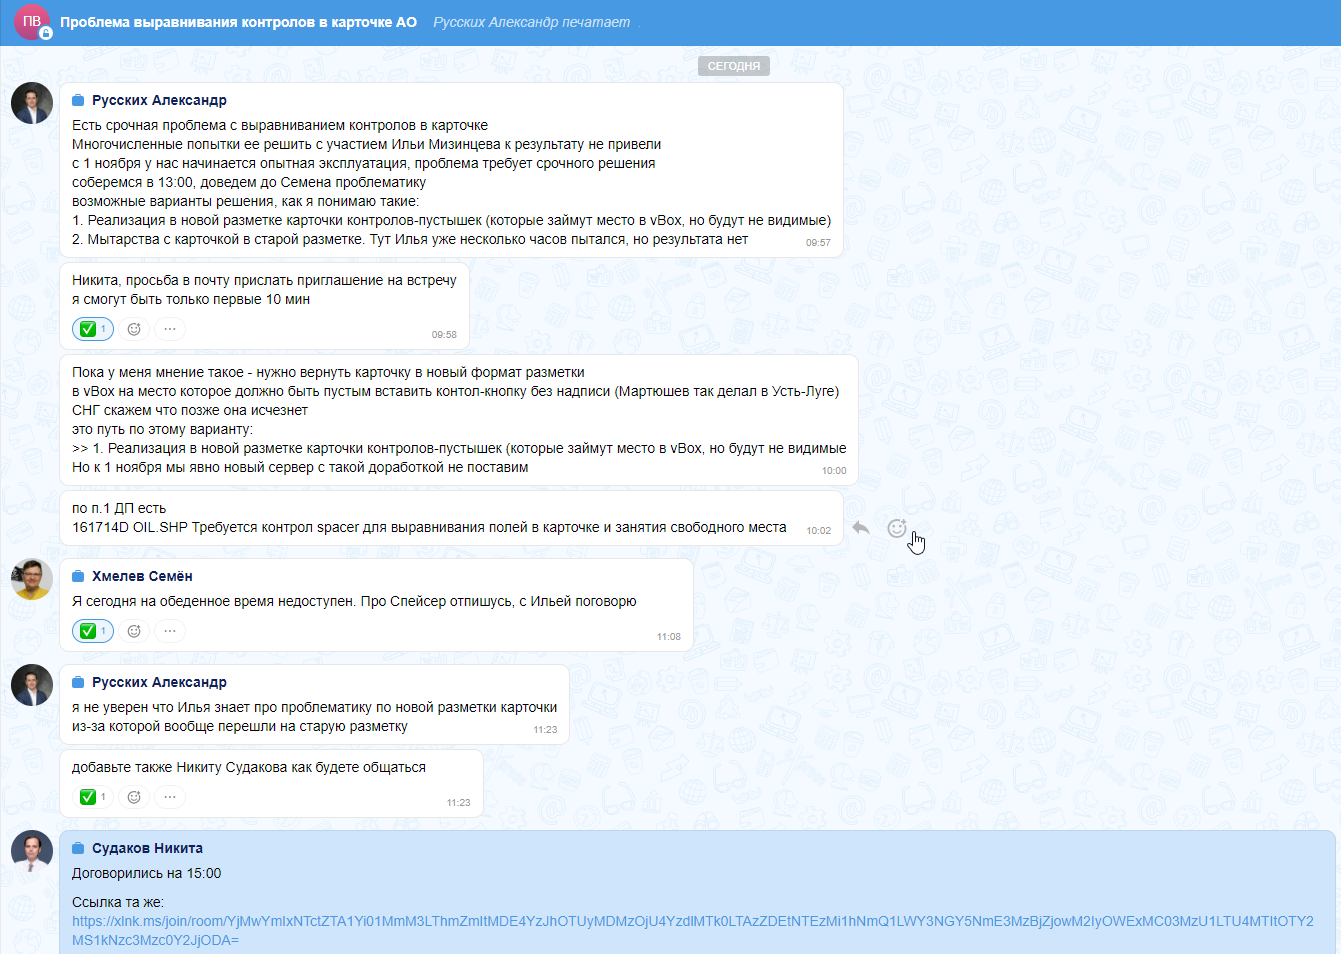 ПВ
Проблема выравнивания контролов в карточке АО Русских Александр печатает .
СЕГОДНЯ
Русских Александр
Есть срочная проблема с выравниванием контролов в карточке
Многочисленные попытки ее решить с участием Ильи Мизинцева к результату не привели
с 1 ноября у нас начинается опытная эксплуатация, проблема требует срочного решения
соберемся в 13:00, доведем до Семена проблематику
возможные варианты решения, как я понимаю такие:
1. Реализация в новой разметке карточки контролов-пустышек (которые займут место в vBox, но будут не видимые)
2. Мытарства с карточкой в старой разметке. Тут Илья уже несколько часов пытался, но результата нет
09:57
Никита, просьба в почту прислать приглашение на встречу
я смогут быть только первые 10 мин
1
09:58
Пока у меня мнение такое - нужно вернуть карточку в новый формат разметки
в vBox на место которое должно быть пустым вставить контол-кнопку без надписи (Мартюшев так делал в Усть-Луге)
СНГ скажем что позже она исчезнет
это путь по этому варианту:
>> 1. Реализация в новой разметке карточки контролов-пустышек (которые займут место в vBox, но будут не видимые
Но к 1 ноября мы явно новый сервер с такой доработкой не поставим
10:00
по п.1 ДП есть
161714D OIL.SHP Требуется контрол spacer для выравнивания полей в карточке и занятия свободного места
10:02
Хмелев Семён
Я сегодня на обеденное время недоступен. Про Спейсер отпишусь, с Ильей поговорю
1
11:08
Русских Александр
я не уверен что Илья знает про проблематику по новой разметки карточки
из-за которой вообще перешли на старую разметку
11:23
добавьте также Никиту Судакова как будете общаться
1
11:23
Судаков Никита
Договорились на 15:00
Ссылка та же:
https://xlnk.ms/join/room/YjMwYmIxNTctZTA1Yi01MmM3LThmZmItMDE4YzJhOTUyMDMzOjU4YzdlMTk0LTAzZDEtNTEzMi1hNmQ1LWY3NGY5NmE3MzBjZjowM2IyOWExMC03MzU1LTU4MTItOTY2
MS1kNzc3Mzc0Y2JjODA=